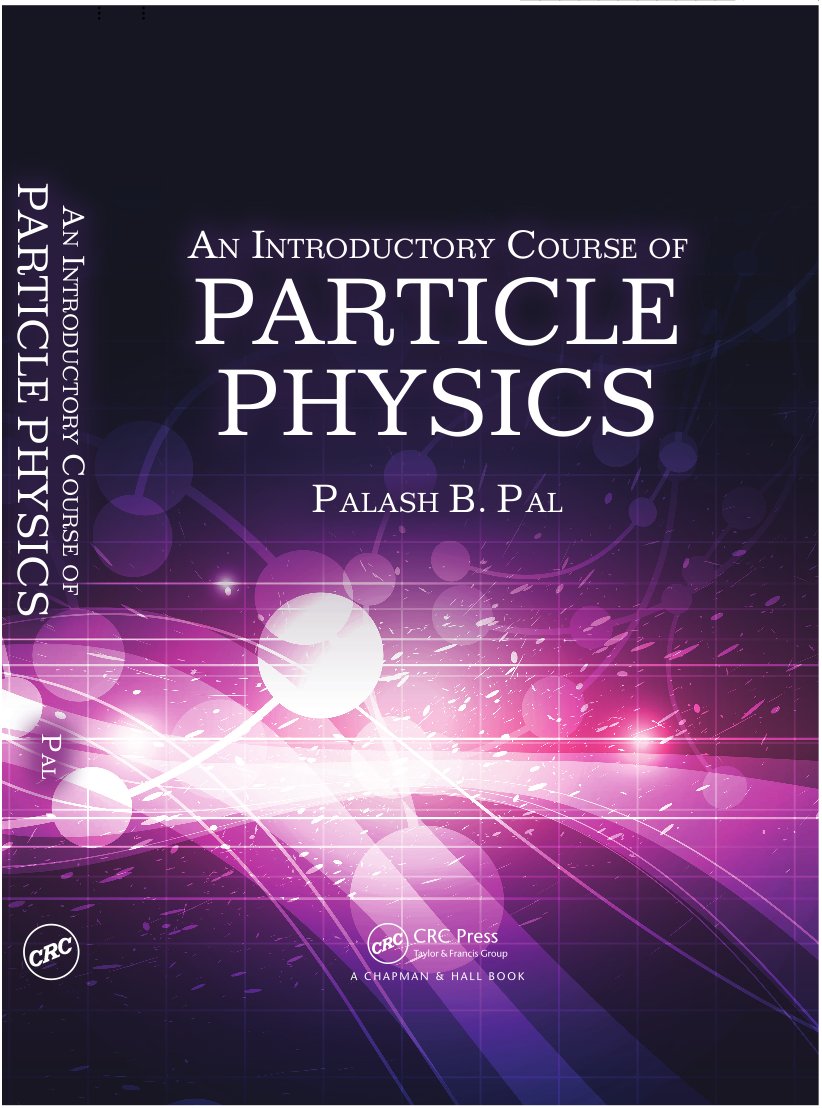 An Introductory Course of
PARTICLE PHYSICS
Pal
CRC
An Introductory Course of
PARTICLE
PHYSICS
Palash B. Pal
CRC CRC Press
Taylor & Francis Group
A CHAPMAN & HALL BOOK